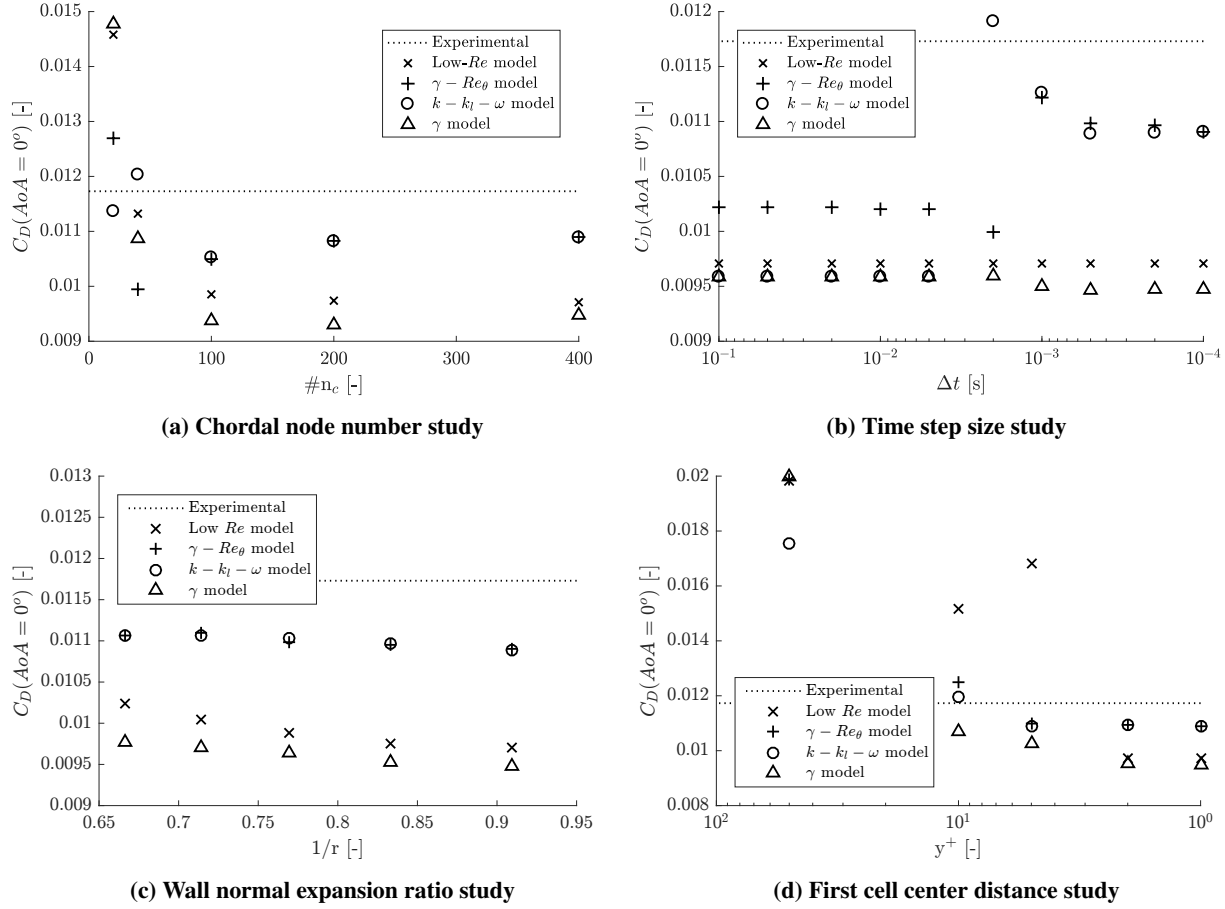 0.015
0.014
0.013
0.012
0.011
0.01
0.009
C_D(AoA = 0°) [-]
0 100 200 300 400
#n_c [-]
Experimental
Low-Re model
γ − Re_θ model
k − k_l − ω model
γ model
(a) Chordal node number study
0.012
0.0115
0.011
0.0105
0.01
0.0095
0.009
C_D(AoA = 0°) [-]
10^-1 10^-2 10^-3 10^-4
Δt [s]
Experimental
Low-Re model
γ − Re_θ model
k − k_l − ω model
γ model
(b) Time step size study
0.013
0.0125
0.012
0.0115
0.011
0.0105
0.01
0.0095
0.009
C_D(AoA = 0°) [-]
0.65 0.7 0.75 0.8 0.85 0.9 0.95
1/r [-]
Experimental
Low Re model
γ − Re_θ model
k − k_l − ω model
γ model
(c) Wall normal expansion ratio study
0.02
0.018
0.016
0.014
0.012
0.01
0.008
C_D(AoA = 0°) [-]
10^2 10^1 10^0
y^+ [-]
Experimental
Low Re model
γ − Re_θ model
k − k_l − ω model
γ model
(d) First cell center distance study